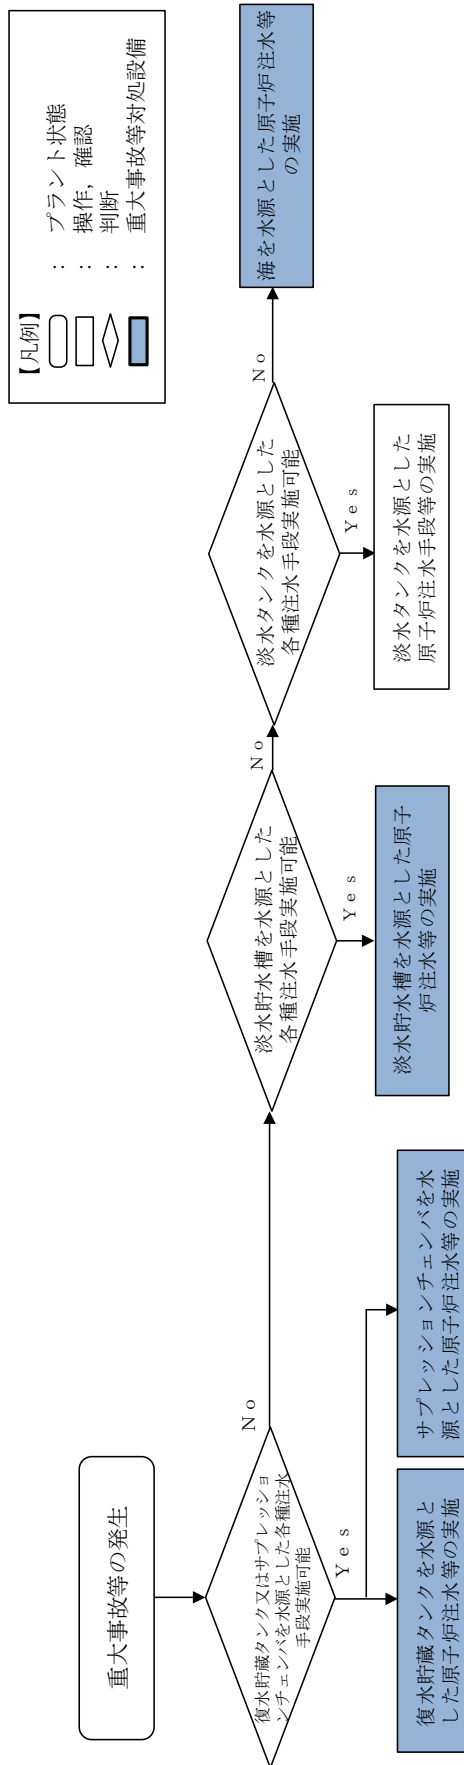 重大事故等の発生
復水貯蔵タンク又はサプレッショ
ンチェンバを水源とした各種注水
手段実施可能
No
Yes
復水貯蔵タンクを水源と
した原子炉注水等の実施
サプレッションチェンバを水
源とした原子炉注水等の実施
淡水貯水槽を水源とした
各種注水手段実施可能
No
Yes
淡水貯水槽を水源とした原子
炉注水等の実施
淡水タンクを水源とした
各種注水手段実施可能
No
Yes
淡水タンクを水源とした
原子炉注水手段等の実施
海を水源とした原子炉注水等
の実施
【凡例】
：プラント状態
：操作，確認
：判断
：重大事故等対処設備